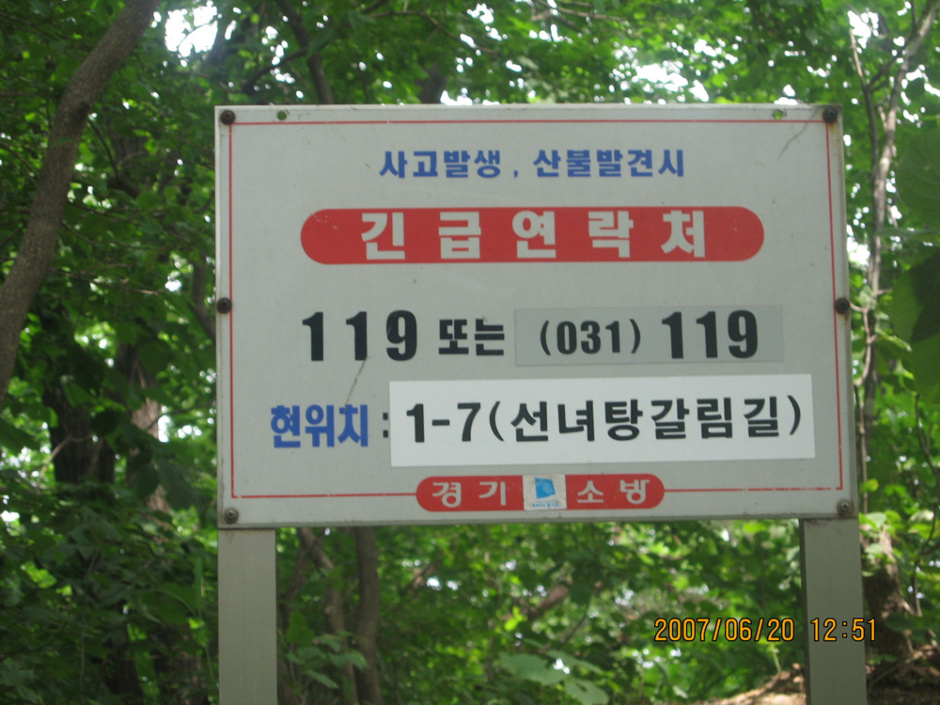 사고발생, 산불발견시
긴급연락처
119 또는 (031) 119
현위치 : 1-7(선녀탕갈림길)
경기 소방
2007/06/20 12:51